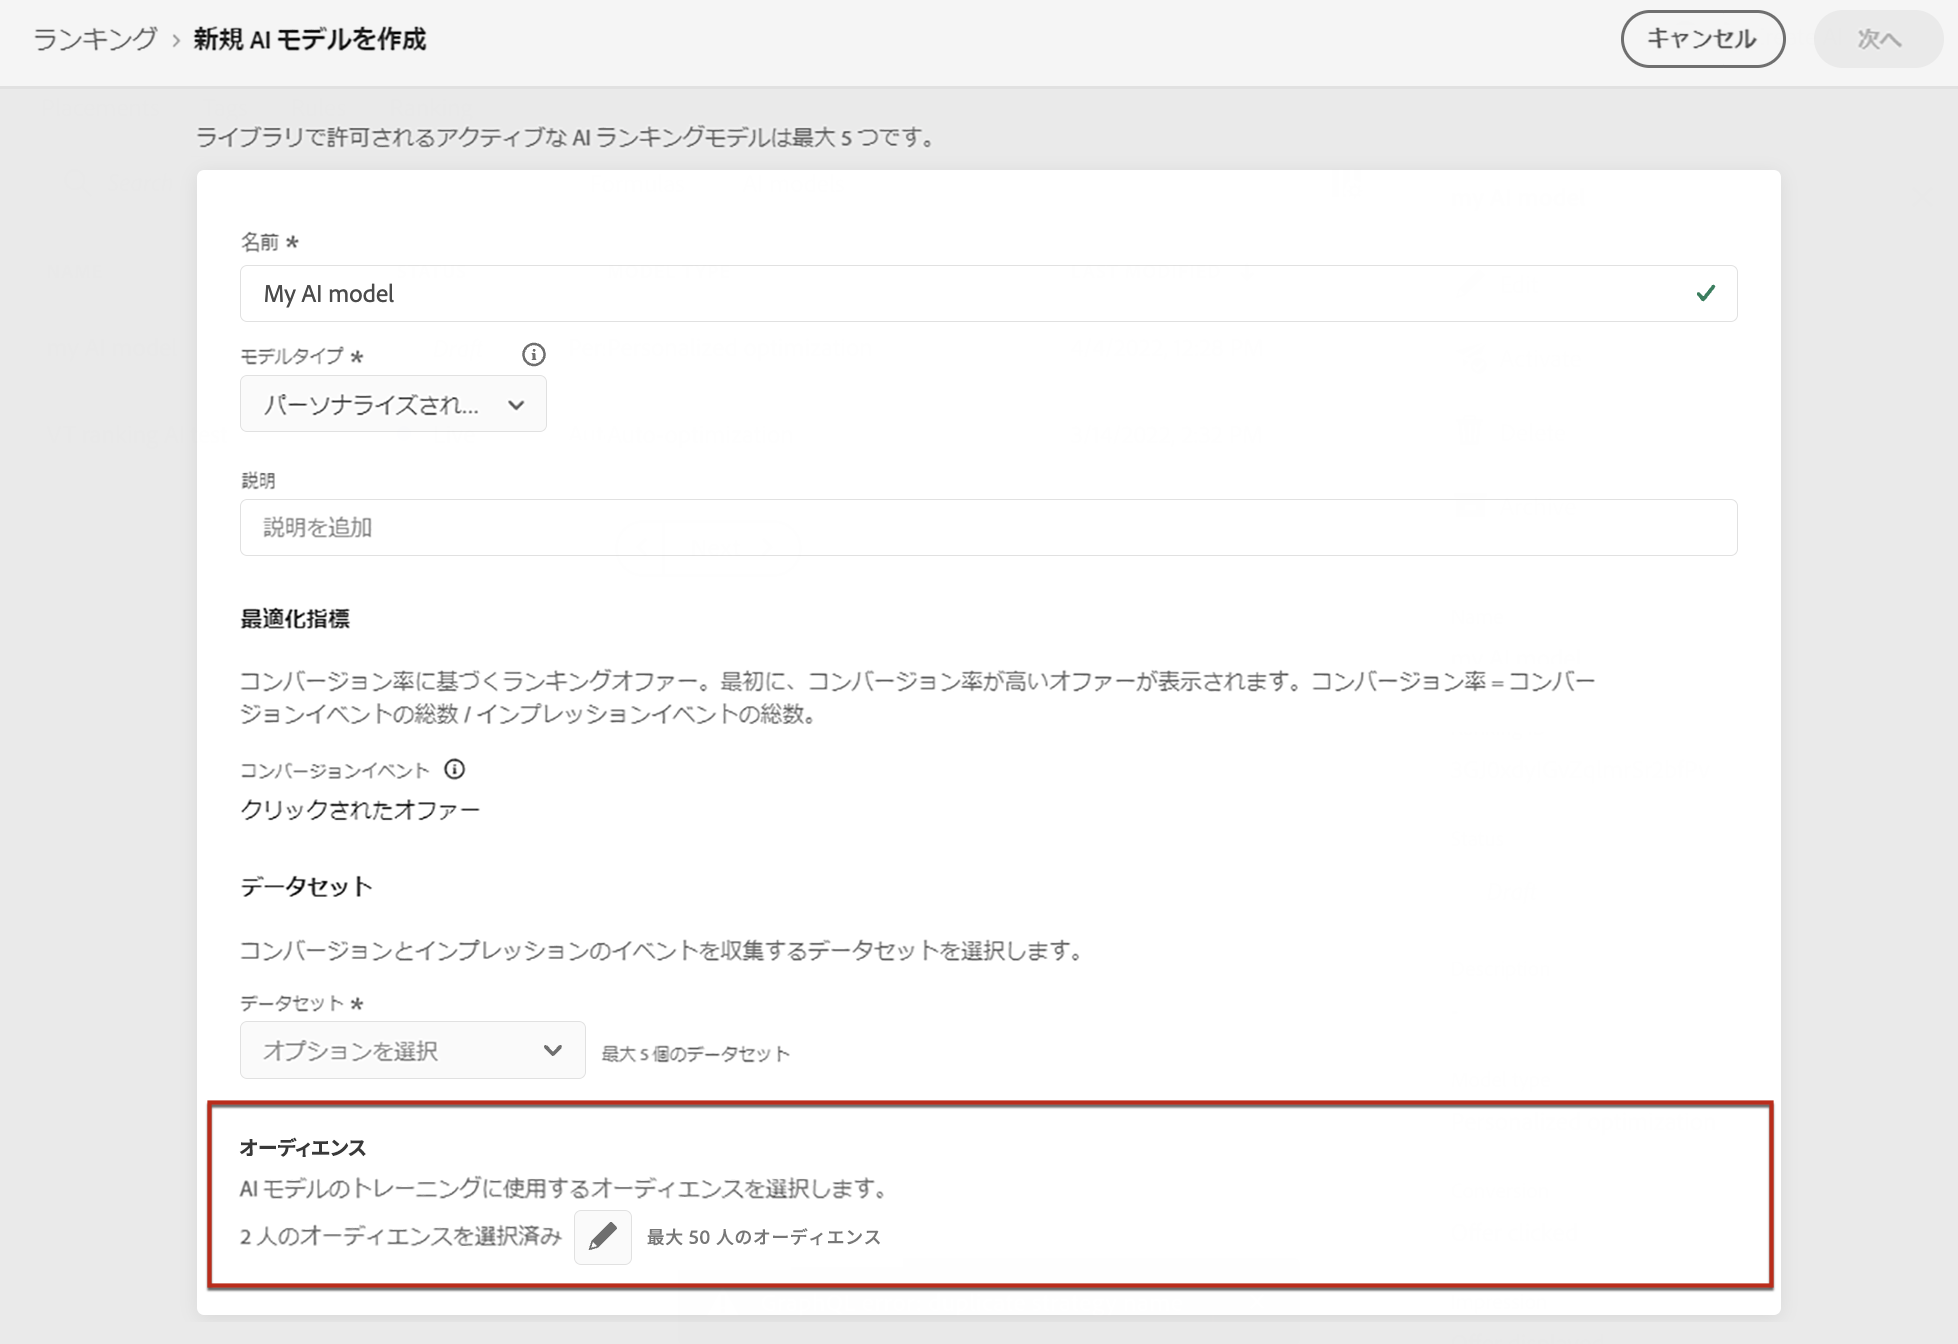 ランキング › 新規 AI モデルを作成
キャンセル
次へ
ライブラリで許可されるアクティブな AI ランキングモデルは最大 5 つです。
名前 *
My AI model
モデルタイプ *
パーソナライズされ...
説明
説明を追加
最適化指標
コンバージョン率に基づくランキングオファー。最初に、コンバージョン率が高いオファーが表示されます。コンバージョン率 = コンバー
ジョンイベントの総数 / インプレッションイベントの総数。
コンバージョンイベント
クリックされたオファー
データセット
コンバージョンとインプレッションのイベントを収集するデータセットを選択します。
データセット *
オプションを選択
最大 5 個のデータセット
オーディエンス
AI モデルのトレーニングに使用するオーディエンスを選択します。
2 人のオーディエンスを選択済み
最大 50 人のオーディエンス